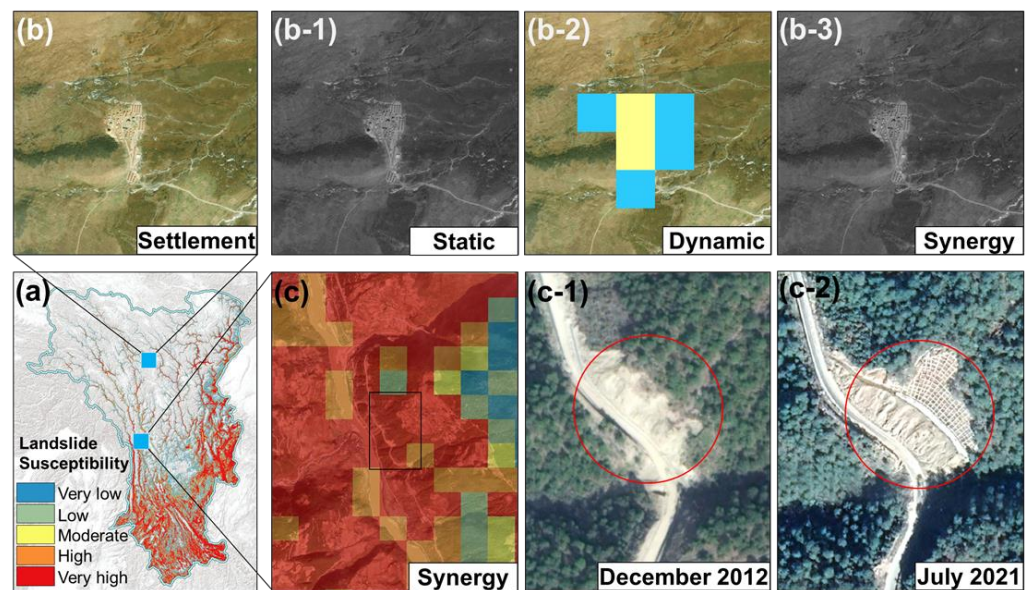 (b)
Settlement
(b-1)
Static
(b-2)
Dynamic
(b-3)
Synergy
(a)
Landslide
Susceptibility
Very low
Low
Moderate
High
Very high
(c)
Synergy
(c-1)
December 2012
(c-2)
July 2021